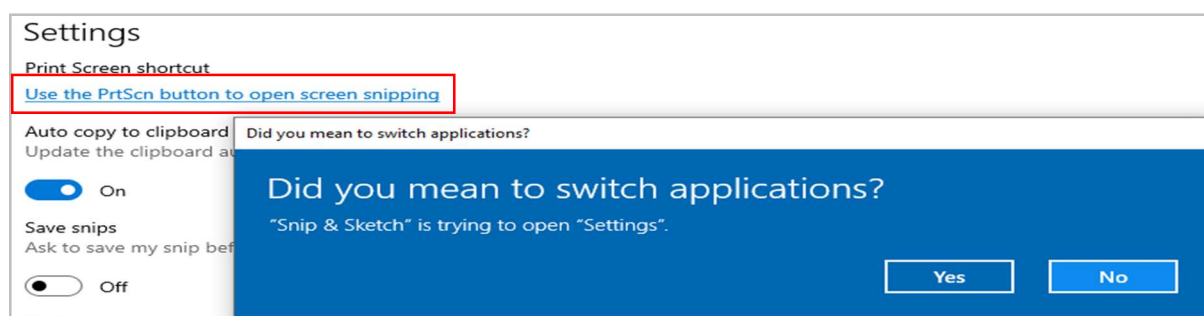 Settings
Print Screen shortcut
Use the PrtScn button to open screen snipping
Auto copy to clipboard
Update the clipboard
On
Save snips
Ask to save my snip
Off
Did you mean to switch applications?
Did you mean to switch applications?
"Snip & Sketch" is trying to open "Settings".
Yes
No